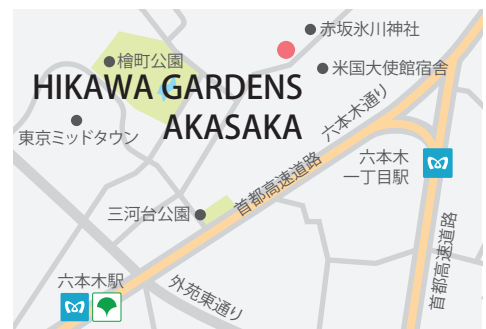 赤坂氷川神社
檜町公園
米国大使館宿舎
HIKAWA GARDENS
AKASAKA
六本木通り
東京ミッドタウン
六本木
一丁目駅
首都高速道路
三河台公園
首都高速道路
六本木駅
外苑東通り